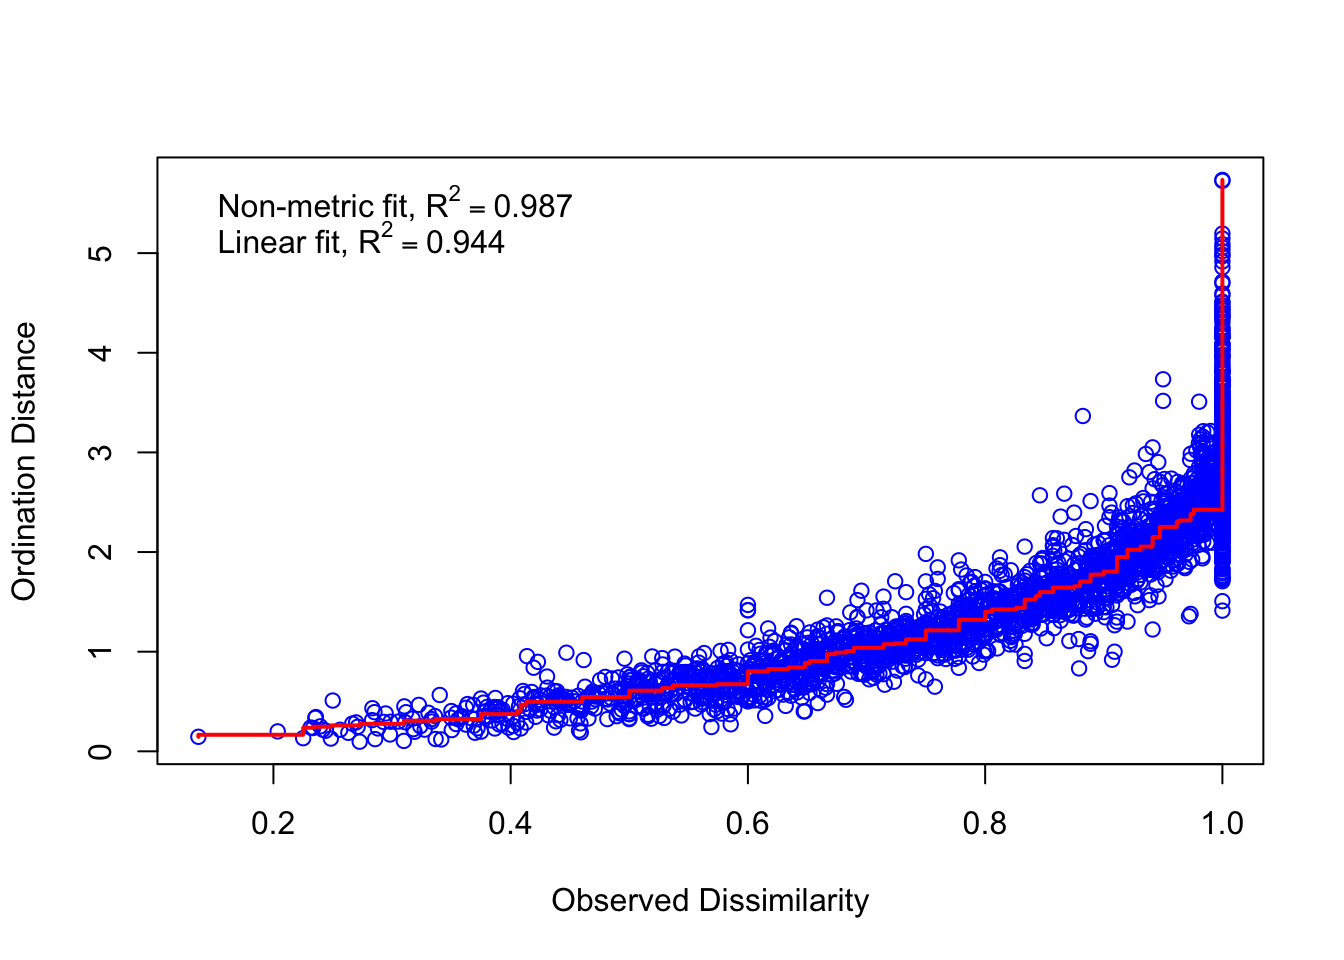 Non-metric fit, R² = 0.987
Linear fit, R² = 0.944
Ordination Distance
5
4
3
2
1
0
0.2 0.4 0.6 0.8 1.0
Observed Dissimilarity